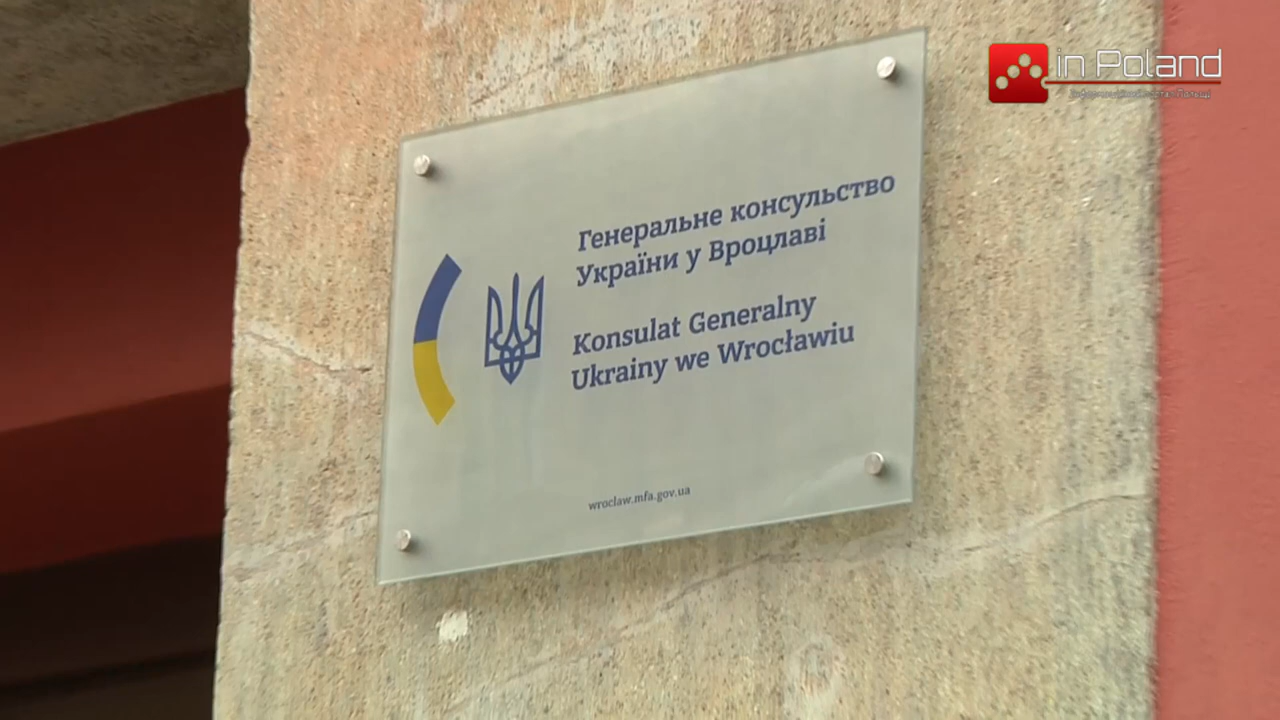 in Poland
Генеральне консульство
України у Вроцлаві
Konsulat Generalny
Ukrainy we Wrocławiu
wroclaw.mfa.gov.ua